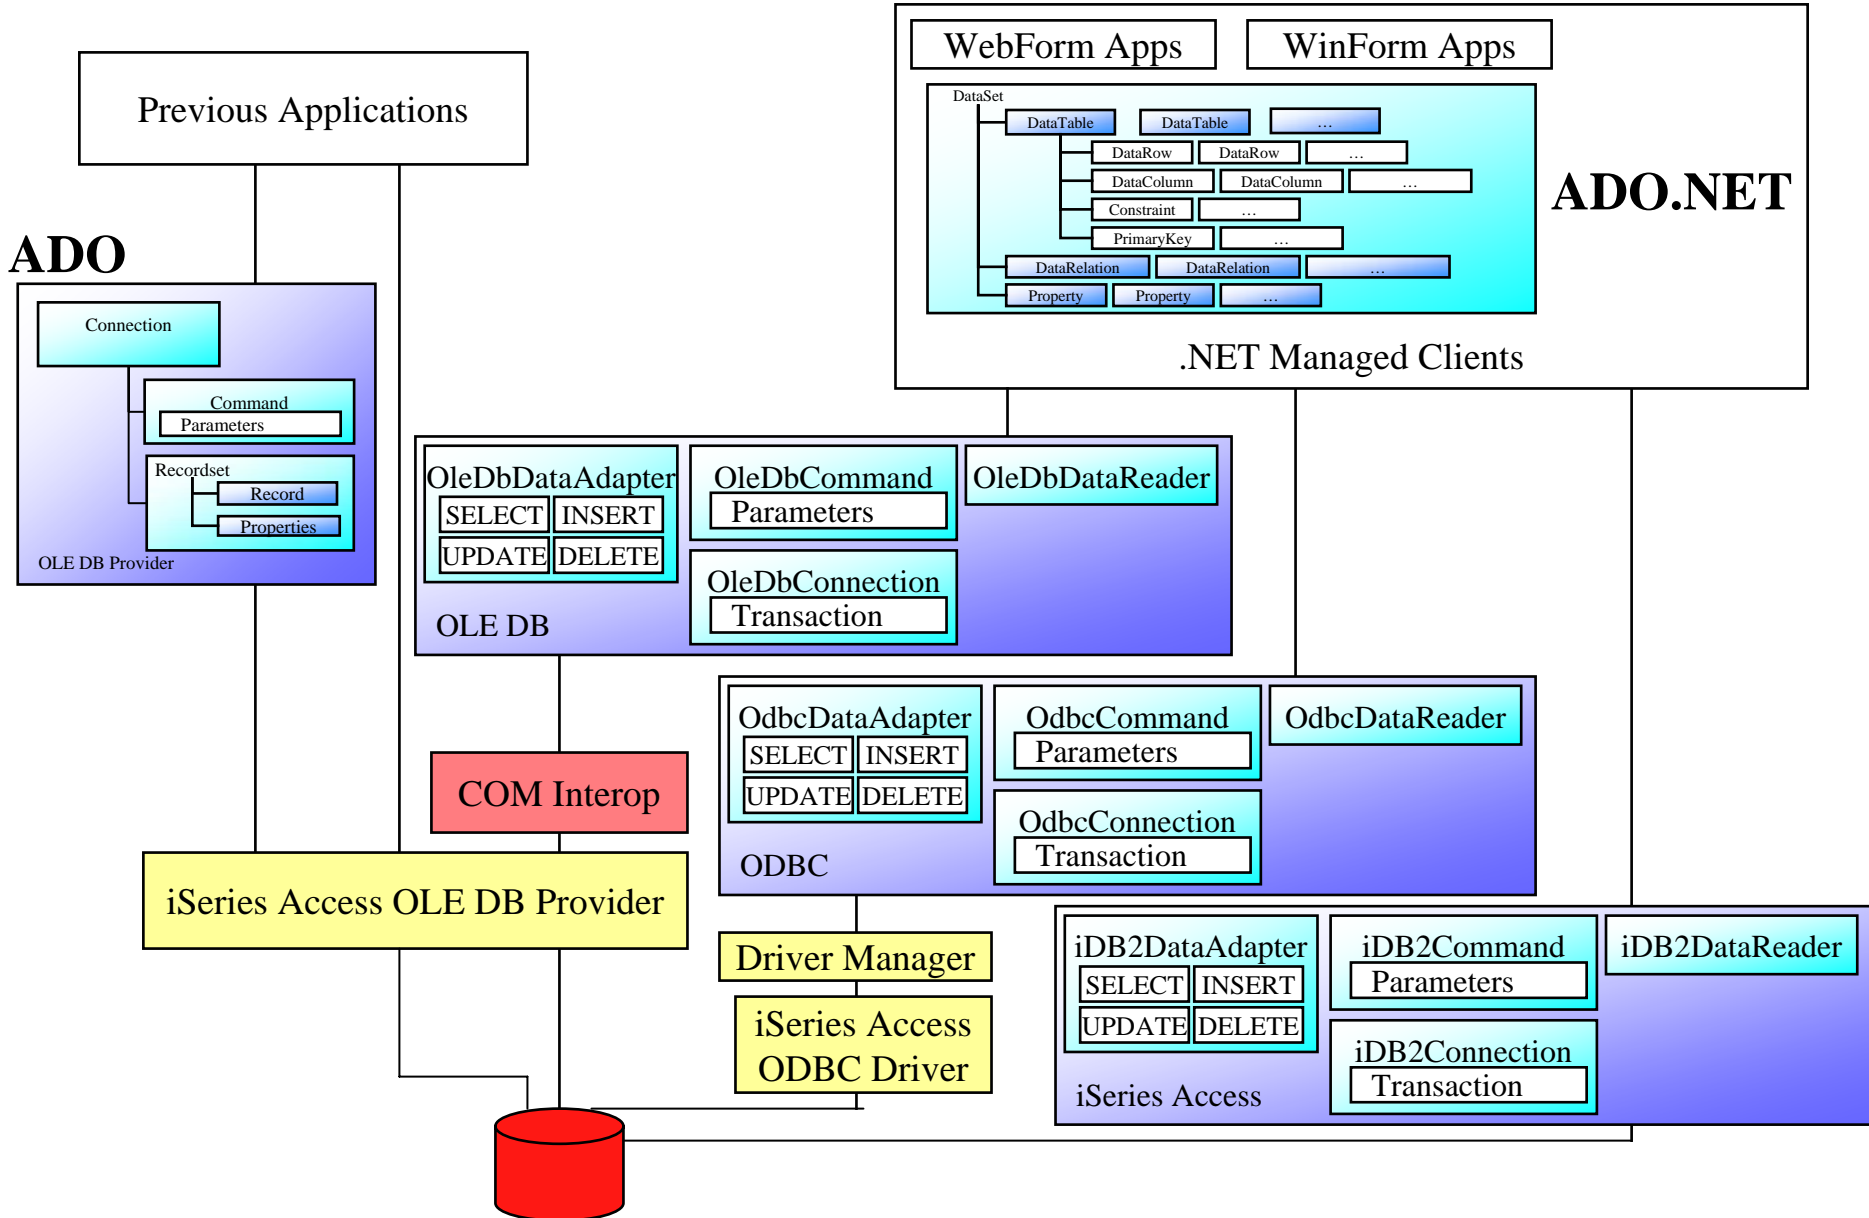 WebForm Apps
WinForm Apps
Previous Applications
DataSet
DataTable DataTable …
DataRow DataRow …
DataColumn DataColumn …
Constraint …
PrimaryKey …
DataRelation DataRelation …
Property Property …
ADO.NET
.NET Managed Clients
ADO
Connection
Command
Parameters
Recordset
Record
Properties
OLE DB Provider
OleDbDataAdapter
SELECT INSERT
UPDATE DELETE
OleDbCommand
Parameters
OleDbConnection
Transaction
OleDbDataReader
OLE DB
COM Interop
iSeries Access OLE DB Provider
OdbcDataAdapter
SELECT INSERT
UPDATE DELETE
OdbcCommand
Parameters
OdbcConnection
Transaction
OdbcDataReader
ODBC
Driver Manager
iSeries Access
ODBC Driver
iDB2DataAdapter
SELECT INSERT
UPDATE DELETE
iDB2Command
Parameters
iDB2Connection
Transaction
iDB2DataReader
iSeries Access